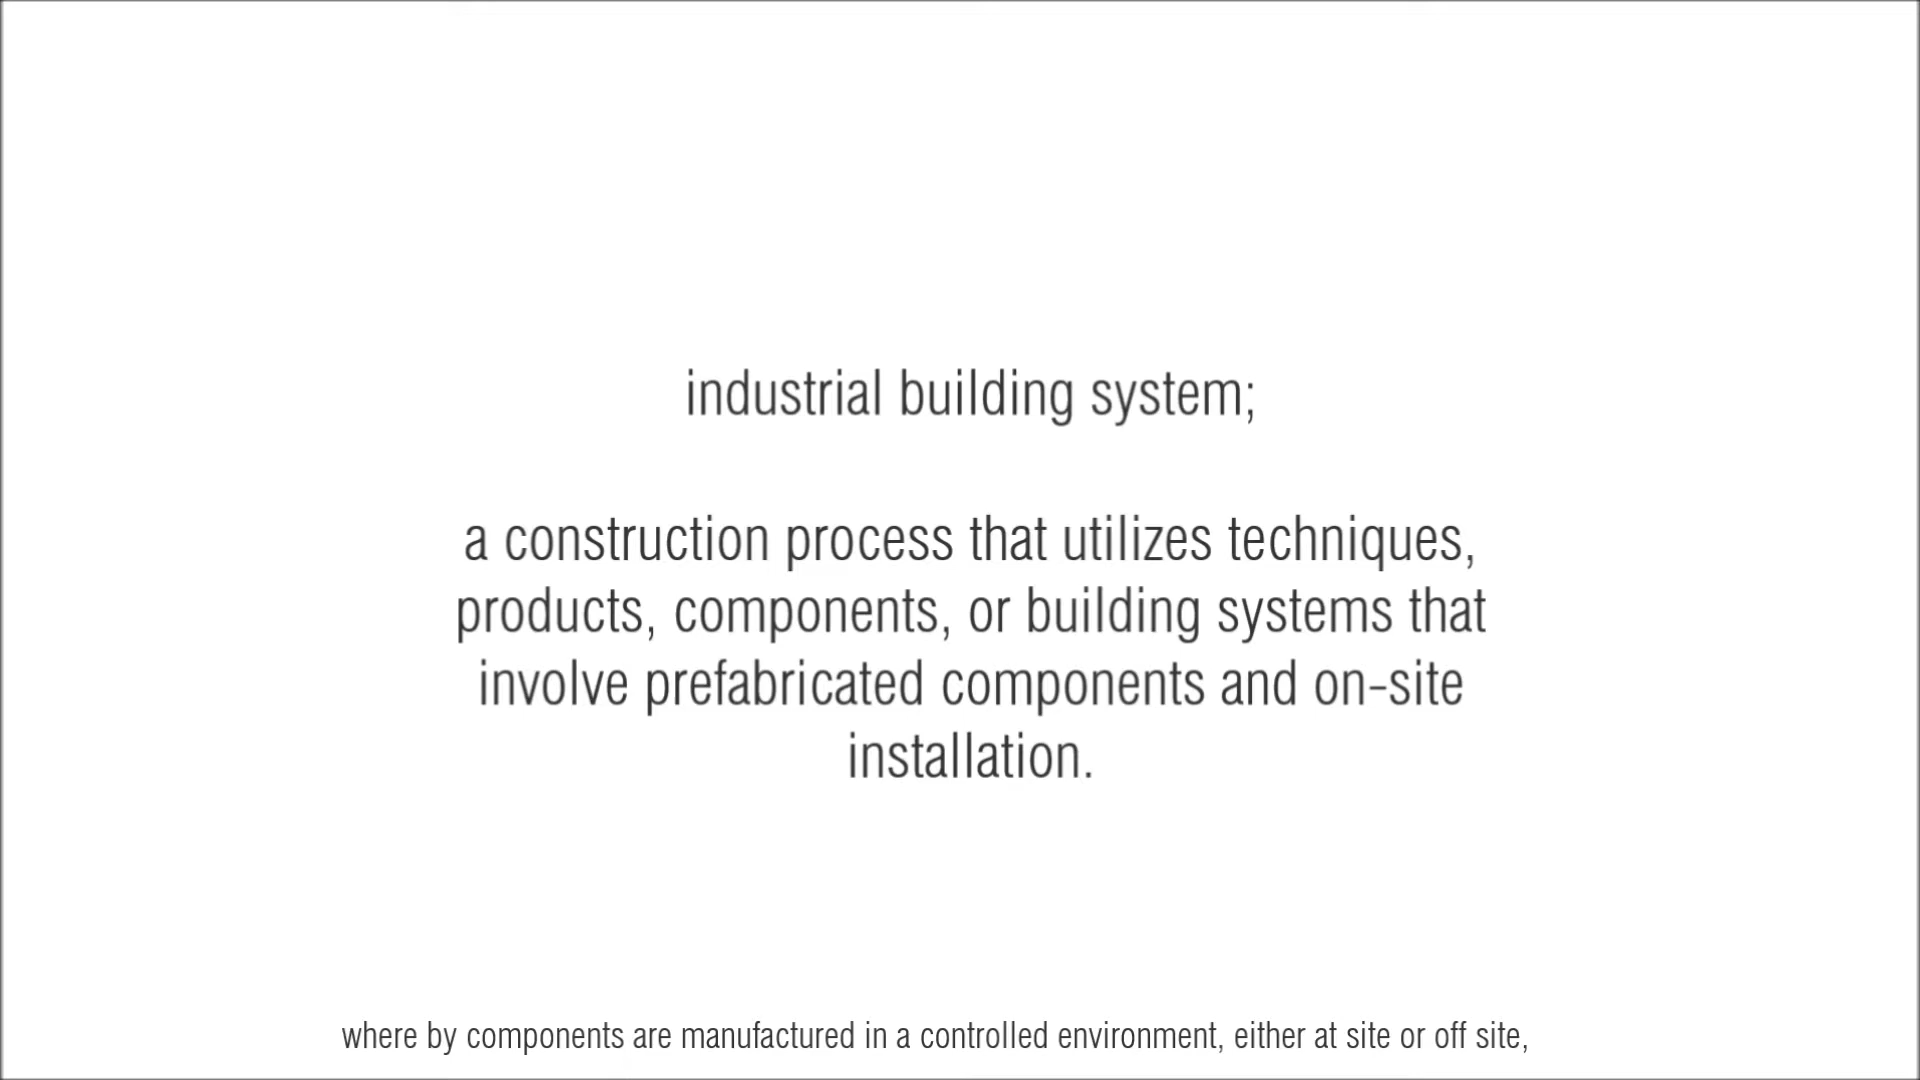 industrial building system;
a construction process that utilizes techniques,
products, components, or building systems that
involve prefabricated components and on-site
installation.
where by components are manufactured in a controlled environment, either at site or off site,